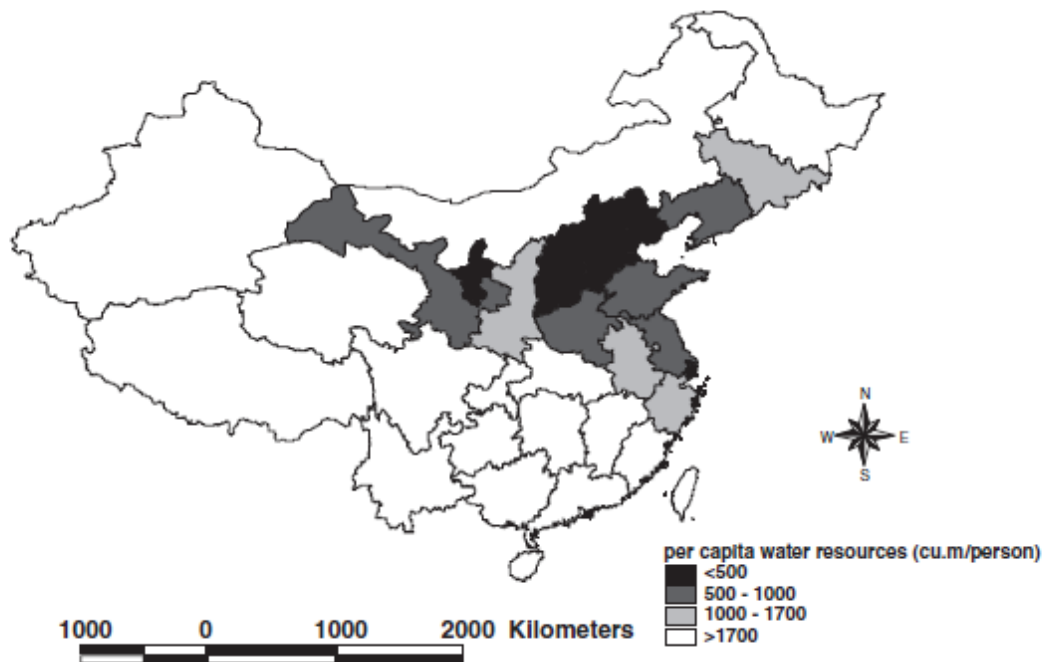 N
W E
S
per capita water resources (cu.m/person)
<500
500 - 1000
1000 - 1700
>1700
1000 0 1000 2000 Kilometers